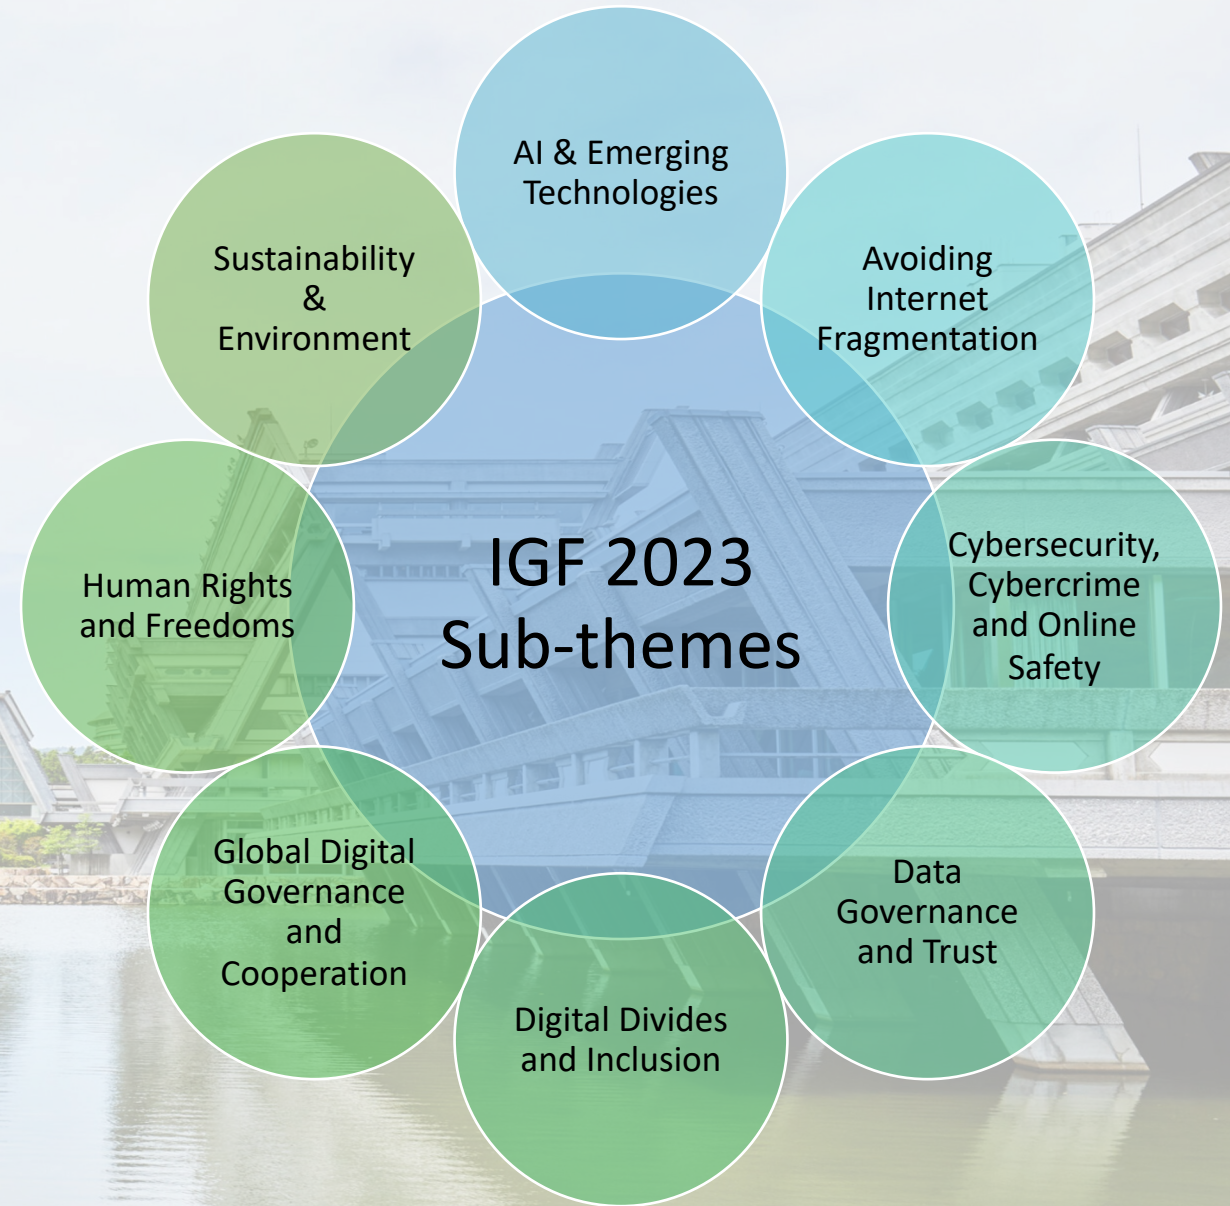 AI & Emerging
Technologies
Avoiding
Internet
Fragmentation
Cybersecurity,
Cybercrime
and Online
Safety
Data
Governance
and Trust
Digital Divides
and Inclusion
Global Digital
Governance
and
Cooperation
Human Rights
and Freedoms
Sustainability
&
Environment
IGF 2023
Sub-themes